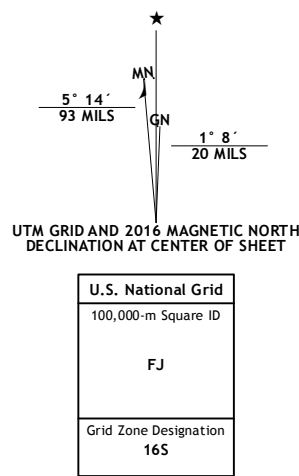 MN
5° 14´
93 MILS
GN
1° 8´
20 MILS
UTM GRID AND 2016 MAGNETIC NORTH
DECLINATION AT CENTER OF SHEET
U.S. National Grid
100,000-m Square ID
FJ
Grid Zone Designation
16S